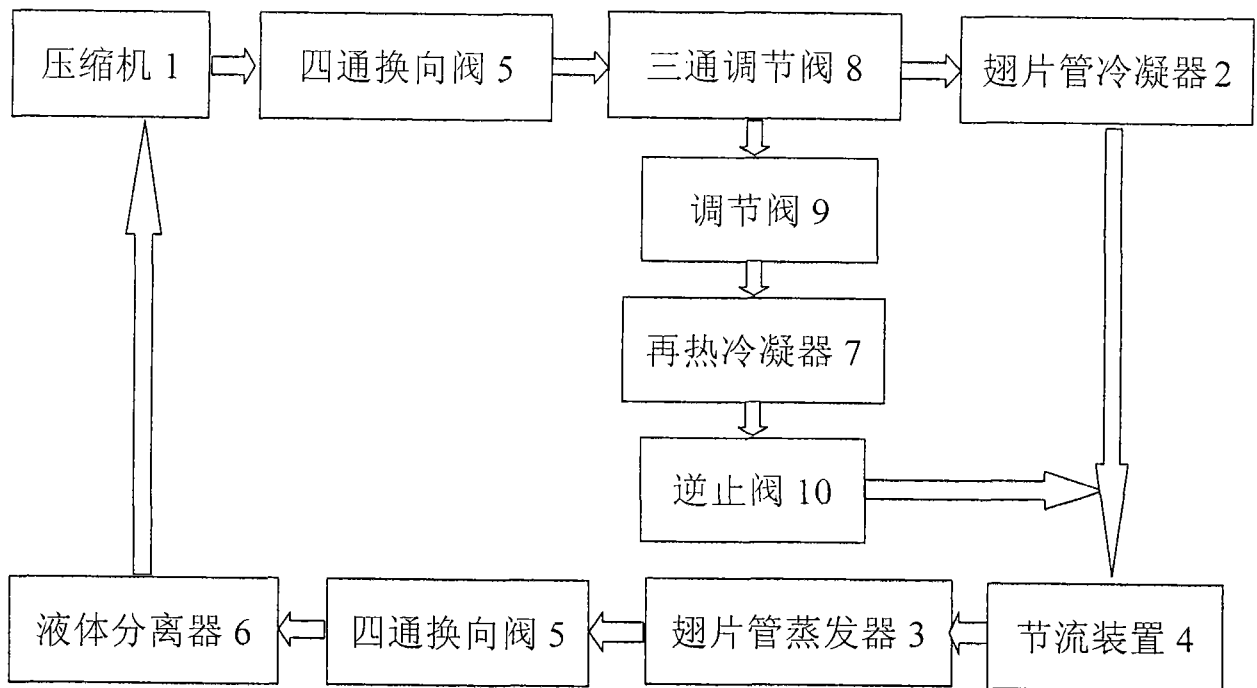 压缩机 1
四通换向阀 5
三通调节阀 8
翅片管冷凝器 2
调节阀 9
再热冷凝器 7
逆止阀 10
液体分离器 6
四通换向阀 5
翅片管蒸发器 3
节流装置 4